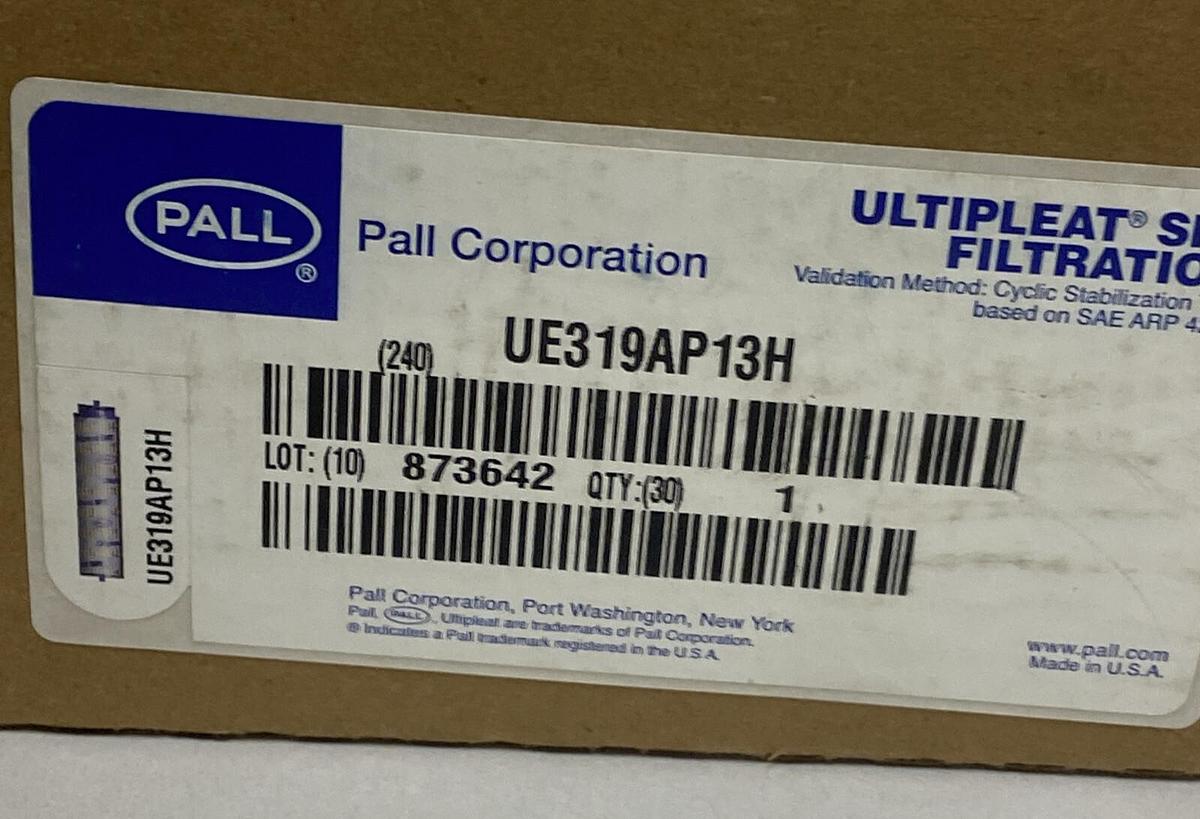 PALL
®
Pall Corporation
ULTIPLEAT®
FILTRATIO
Validation Method: Cyclic Stabilization
based on SAE ARP
(240) UE319AP13H
LOT: (10) 873642 QTY:(30) 1
UE319AP13H
Pall Corporation, Port Washington, New York
Pall, PALL, Ultipleat are trademarks of Pall Corporation.
® Indicates a Pall trademark registered in the U.S.A.
www.pall.com
Made in U.S.A.